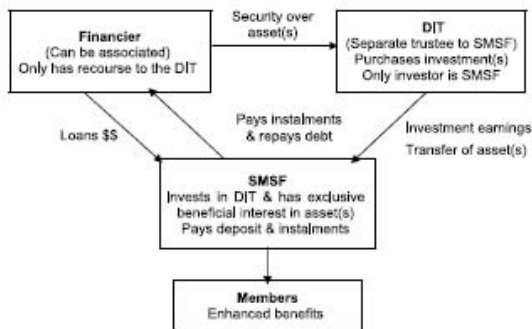 Security over
asset(s)
Financier
(Can be associated)
Only has recourse to the DIT
DIT
(Separate trustee to SMSF)
Purchases investment(s)
Only investor is SMSF
Loans $$
Pays instalments
& repays debt
Investment earnings
Transfer of asset(s)
SMSF
Invests in DIT & has exclusive
beneficial interest in asset(s)
Pays deposit & instalments
Members
Enhanced benefits